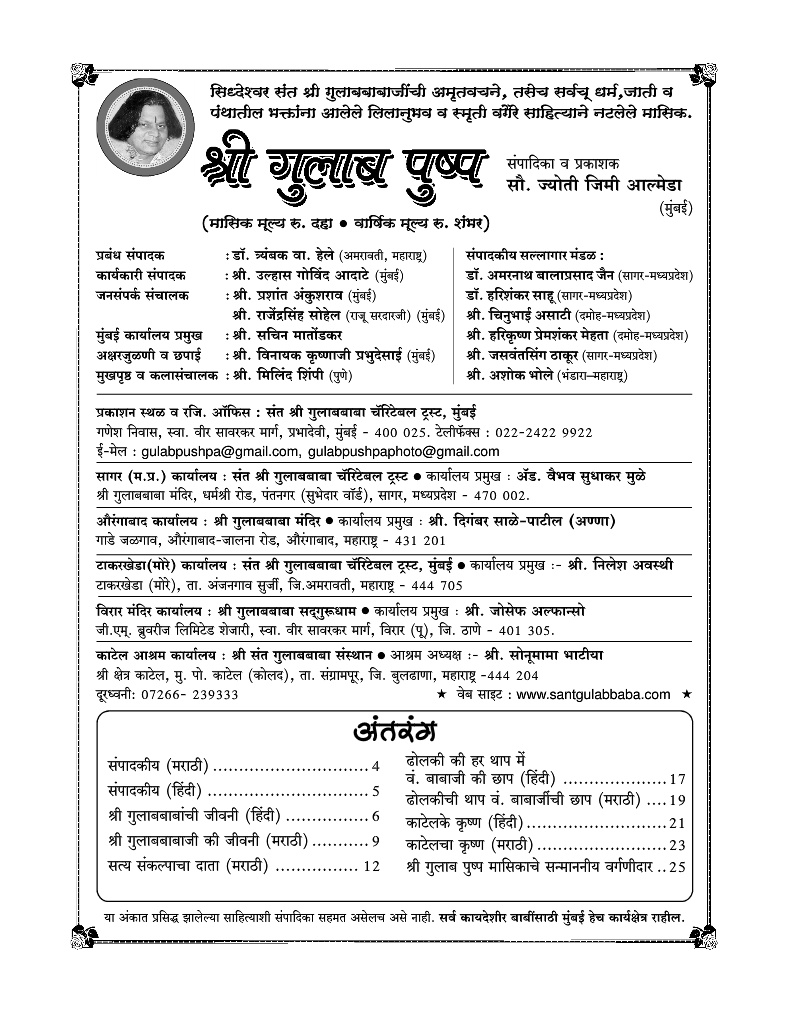 सिध्देश्वर संत श्री गुलाबबाबाजींची अमृतवचने, तसेच सर्वच धर्म,जाती व
पंथातील भक्तांना आलेले लिलानुभव व स्मृती वगैरे साहित्याने नटलेले मासिक.
श्री गुलाब पुष्प
संपादिका व प्रकाशक
सौ. ज्योती जिमी आल्मेडा
(मुंबई)
(मासिक मूल्य रु. दहा ● वार्षिक मूल्य रु. शंभर)
प्रबंध संपादक : डॉ. त्र्यंबक वा. हेले (अमरावती, महाराष्ट्र)
कार्यकारी संपादक : श्री. उल्हास गोविंद आदाटे (मुंबई)
जनसंपर्क संचालक : श्री. प्रशांत अंकुशराव (मुंबई)
श्री. राजेंद्रसिंह सोहेल (राजू सरदारजी) (मुंबई)
मुंबई कार्यालय प्रमुख : श्री. सचिन मातोंडकर
अक्षरजुळणी व छपाई : श्री. विनायक कृष्णाजी प्रभुदेसाई (मुंबई)
मुखपृष्ठ व कलासंचालक : श्री. मिलिंद शिंपी (पुणे)
संपादकीय सल्लागार मंडळ :
डॉ. अमरनाथ बालाप्रसाद जैन (सागर-मध्यप्रदेश)
डॉ. हरिशंकर साहू (सागर-मध्यप्रदेश)
श्री. चिनुभाई असाटी (दमोह-मध्यप्रदेश)
श्री. हरिकृष्ण प्रेमशंकर मेहता (दमोह-मध्यप्रदेश)
श्री. जसवंतसिंग ठाकूर (सागर-मध्यप्रदेश)
श्री. अशोक भोले (भंडारा–महाराष्ट्र)
प्रकाशन स्थळ व रजि. ऑफिस : संत श्री गुलाबबाबा चॅरिटेबल ट्रस्ट, मुंबई
गणेश निवास, स्वा. वीर सावरकर मार्ग, प्रभादेवी, मुंबई - 400 025. टेलीफॅक्स : 022-2422 9922
ई-मेल : gulabpushpa@gmail.com, gulabpushpaphoto@gmail.com
सागर (म.प्र.) कार्यालय : संत श्री गुलाबबाबा चॅरिटेबल ट्रस्ट ● कार्यालय प्रमुख : अ‍ॅड. वैभव सुधाकर मुळे
श्री गुलाबबाबा मंदिर, धर्मश्री रोड, पंतनगर (सुभेदार वॉर्ड), सागर, मध्यप्रदेश - 470 002.
औरंगाबाद कार्यालय : श्री गुलाबबाबा मंदिर ● कार्यालय प्रमुख : श्री. दिगंबर साळे-पाटील (अण्णा)
गाडे जळगाव, औरंगाबाद-जालना रोड, औरंगाबाद, महाराष्ट्र - 431 201
टाकरखेडा(मोरे) कार्यालय : संत श्री गुलाबबाबा चॅरिटेबल ट्रस्ट, मुंबई ● कार्यालय प्रमुख :- श्री. निलेश अवस्थी
टाकरखेडा (मोरे), ता. अंजनगाव सुर्जी, जि.अमरावती, महाराष्ट्र - 444 705
विरार मंदिर कार्यालय : श्री गुलाबबाबा सद्‌गुरूधाम ● कार्यालय प्रमुख : श्री. जोसेफ अल्फान्सो
जी.एम्. ब्रुवरीज लिमिटेड शेजारी, स्वा. वीर सावरकर मार्ग, विरार (पू), जि. ठाणे - 401 305.
काटेल आश्रम कार्यालय : श्री संत गुलाबबाबा संस्थान ● आश्रम अध्यक्ष :- श्री. सोनूमामा भाटीया
श्री क्षेत्र काटेल, मु. पो. काटेल (कोलद), ता. संग्रामपूर, जि. बुलढाणा, महाराष्ट्र -444 204
दूरध्वनी: 07266- 239333 ★ वेब साइट : www.santgulabbaba.com ★
अंतरंग
संपादकीय (मराठी) ............................... 4
संपादकीय (हिंदी) ................................ 5
श्री गुलाबबाबांची जीवनी (हिंदी) ................ 6
श्री गुलाबबाबाजी की जीवनी (मराठी) ........... 9
सत्य संकल्पाचा दाता (मराठी) ................ 12
ढोलकी की हर थाप में
वं. बाबाजी की छाप (हिंदी) .....................17
ढोलकीची थाप वं. बाबाजींची छाप (मराठी) ....19
काटेलके कृष्ण (हिंदी)............................21
काटेलचा कृष्ण (मराठी)..........................23
श्री गुलाब पुष्प मासिकाचे सन्माननीय वर्गणीदार ..25
या अंकात प्रसिद्ध झालेल्या साहित्याशी संपादिका सहमत असेलच असे नाही. सर्व कायदेशीर बाबींसाठी मुंबई हेच कार्यक्षेत्र राहील.